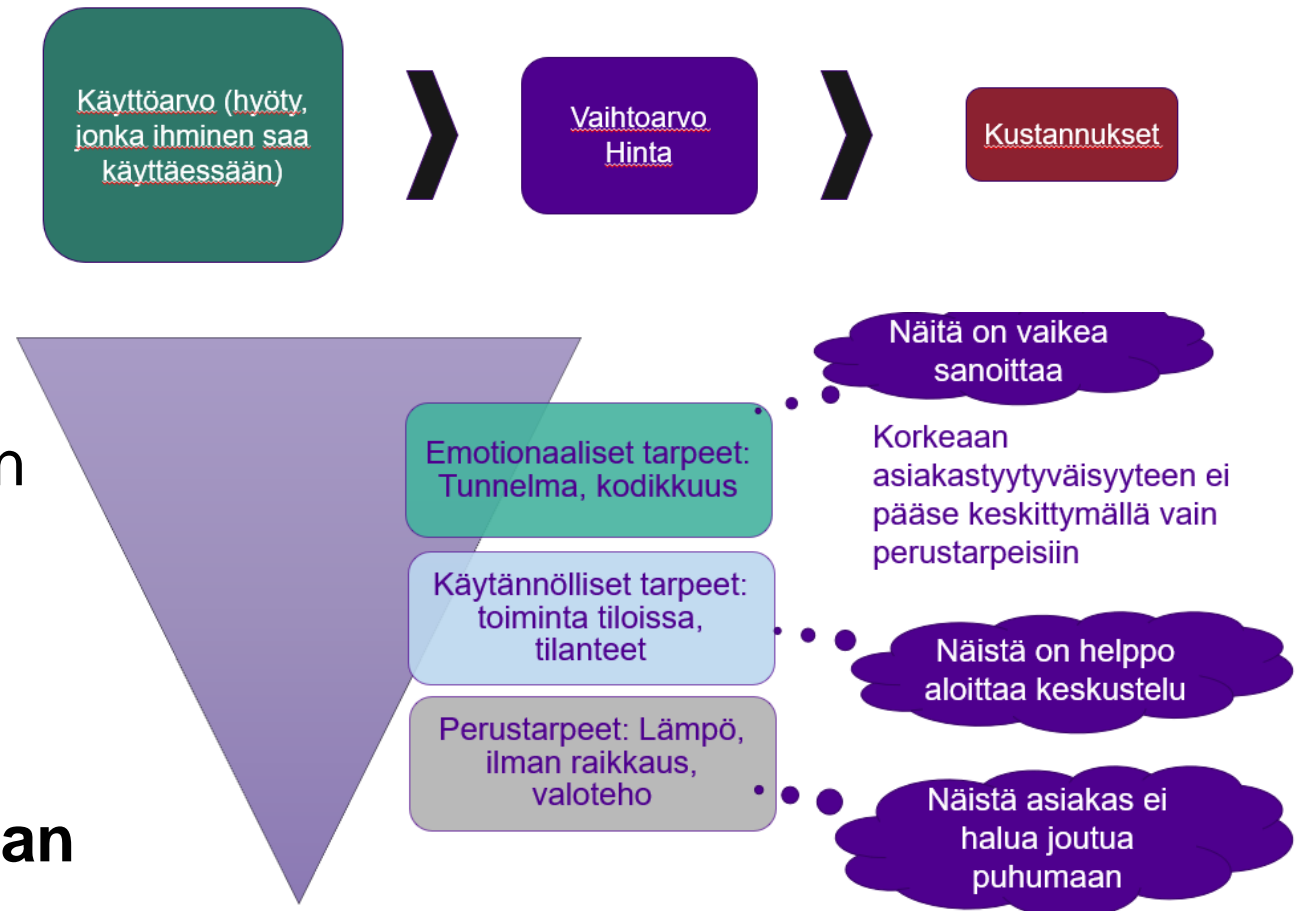 Käyttöarvo (hyöty,
jonka ihminen saa
käyttäessään)
Vaihtoarvo
Hinta
Kustannukset
Näitä on vaikea
sanoittaa
n
Emotionaaliset tarpeet:
Tunnelma, kodikkuus
Korkeaan
asiakastyytyväisyyteen ei
pääse keskittymällä vain
perustarpeisiin
Käytännölliset tarpeet:
toiminta tiloissa,
tilanteet
Näistä on helppo
aloittaa keskustelu
Perustarpeet: Lämpö,
ilman raikkaus,
valoteho
Näistä asiakas ei
halua joutua
puhumaan
an